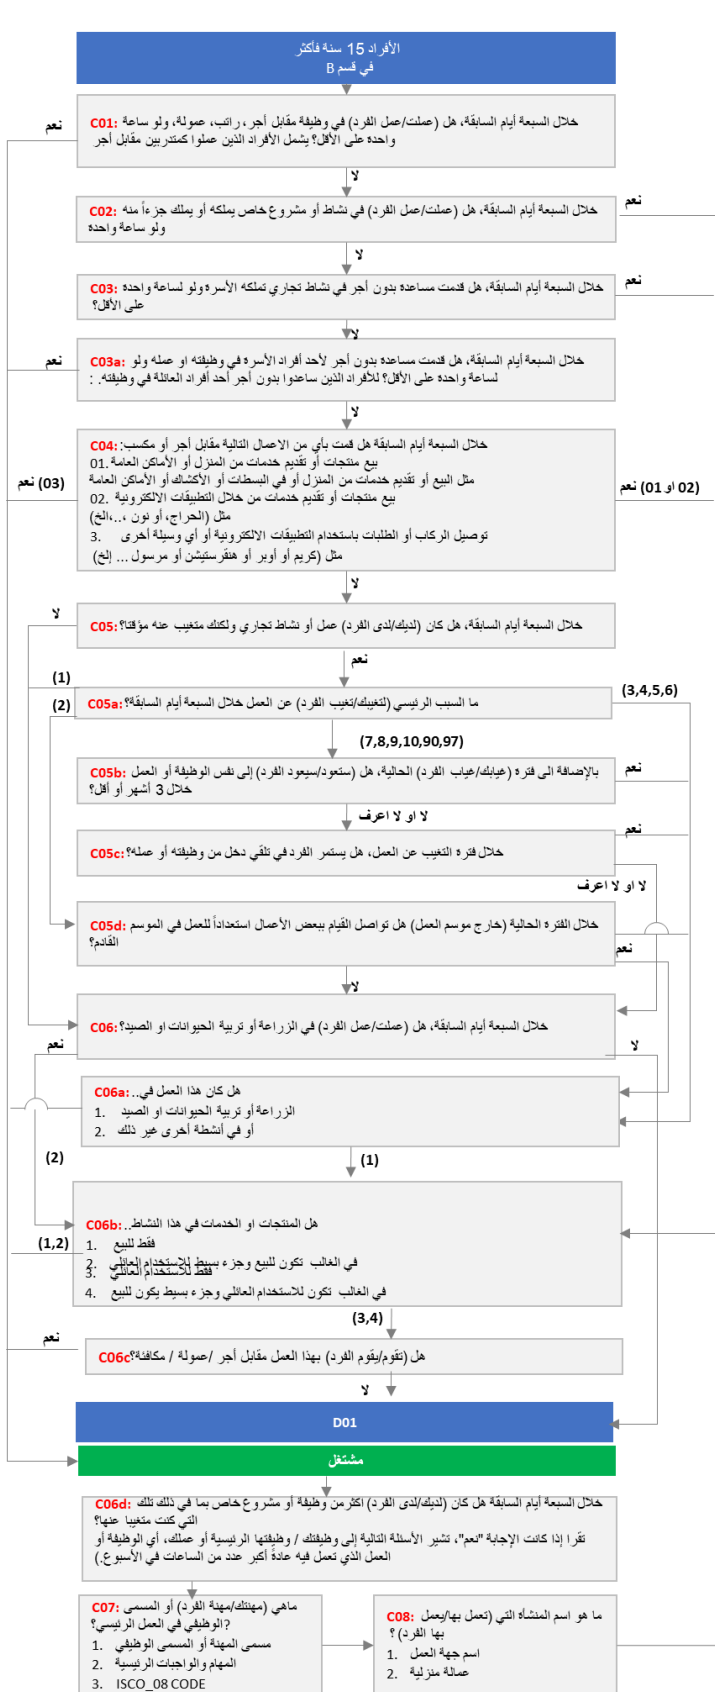 الأفراد 15 سنة فأكثر
في قسم B
نعم
C01: خلال السبعة أيام السابقة، هل (عملت/عمل الفرد) في وظيفة مقابل أجر، راتب، عمولة، ولو ساعة
واحدة على الأقل؟ يشمل الأفراد الذين عملوا كمتدربين مقابل أجر
لا
نعم
C02: خلال السبعة أيام السابقة، هل (عملت/عمل الفرد) في نشاط أو مشروع خاص يملكه أو يملك جزءاً منه
ولو ساعة واحدة
لا
نعم
C03: خلال السبعة أيام السابقة، هل قدمت مساعدة بدون أجر في نشاط تجاري تملكه الأسرة ولو لساعة واحدة
على الأقل؟
لا
نعم
C03a: خلال السبعة أيام السابقة، هل قدمت مساعدة بدون أجر لأحد أفراد الأسرة في وظيفته او عمله ولو
لساعة واحدة على الأقل؟ للأفراد الذين ساعدوا بدون أجر أحد أفراد العائلة في وظيفته. :
لا
C04: خلال السبعة أيام السابقة هل قمت بأي من الاعمال التالية مقابل أجر أو مكسب:
01. بيع منتجات أو تقديم خدمات من المنزل أو الأماكن العامة
مثل البيع أو تقديم خدمات من المنزل أو في البسطات أو الأكشاك أو الأماكن العامة
02. بيع منتجات أو تقديم خدمات من خلال التطبيقات الالكترونية
مثل (الحراج، أو نون ،..،الخ)
3. توصيل الركاب أو الطلبات باستخدام التطبيقات الالكترونية أو أي وسيلة أخرى
مثل (كريم أو أوبر أو هنقرستيشن أو مرسول ... إلخ)
(03) نعم
(02 او 01) نعم
لا
لا
C05: خلال السبعة أيام السابقة، هل كان (لديك/لدى الفرد) عمل أو نشاط تجاري ولكنك متغيب عنه مؤقتا؟
نعم
(1)
(2)
(3,4,5,6)
C05a: ما السبب الرئيسي (لتغيبك/تغيب الفرد) عن العمل خلال السبعة أيام السابقة؟
(7,8,9,10,90,97)
نعم
C05b: بالإضافة الى فترة (غيابك/غياب الفرد) الحالية، هل (ستعود/سيعود الفرد) إلى نفس الوظيفة أو العمل
خلال 3 أشهر أو أقل؟
لا او لا اعرف
نعم
C05c: خلال فترة التغيب عن العمل، هل يستمر الفرد في تلقي دخل من وظيفته أو عمله؟
لا او لا اعرف
C05d: خلال الفترة الحالية (خارج موسم العمل) هل تواصل القيام ببعض الأعمال استعداداً للعمل في الموسم
القادم؟
نعم
لا
C06: خلال السبعة أيام السابقة، هل (عملت/عمل الفرد) في الزراعة أو تربية الحيوانات او الصيد؟
نعم
لا
C06a: هل كان هذا العمل في..
1. الزراعة أو تربية الحيوانات او الصيد
2. أو في أنشطة أخرى غير ذلك
(2)
(1)
C06b: هل المنتجات او الخدمات في هذا النشاط..
1. فقط للبيع
2. في الغالب تكون للبيع وجزء بسيط للاستخدام العائلي
3. فقط للاستخدام العائلي
4. في الغالب تكون للاستخدام العائلي وجزء بسيط يكون للبيع
(1,2)
(3,4)
نعم
C06c هل (تقوم/يقوم الفرد) بهذا العمل مقابل أجر /عمولة / مكافئة؟
لا
D01
مشتغل
C06d: خلال السبعة أيام السابقة هل كان (لديك/لدى الفرد) اكثرمن وظيفة أو مشروع خاص بما في ذلك تلك
التي كنت متغيبا عنها؟
تقرا إذا كانت الإجابة "نعم"، تشير الأسئلة التالية إلى وظيفتك / وظيفتها الرئيسية أو عملك، أي الوظيفة أو
العمل الذي تعمل فيه عادةً أكبر عدد من الساعات في الأسبوع.)
C07: ماهي (مهنتك/مهنة الفرد) أو المسمى
الوظيفي في العمل الرئيسي؟?
1. مسمى المهنة أو المسمى الوظيفي
2. المهام والواجبات الرئيسية
3. ISCO_08 CODE
C08: ما هو اسم المنشأة التي (تعمل بها/يعمل
بها الفرد) ؟
1. اسم جهة العمل
2. عمالة منزلية